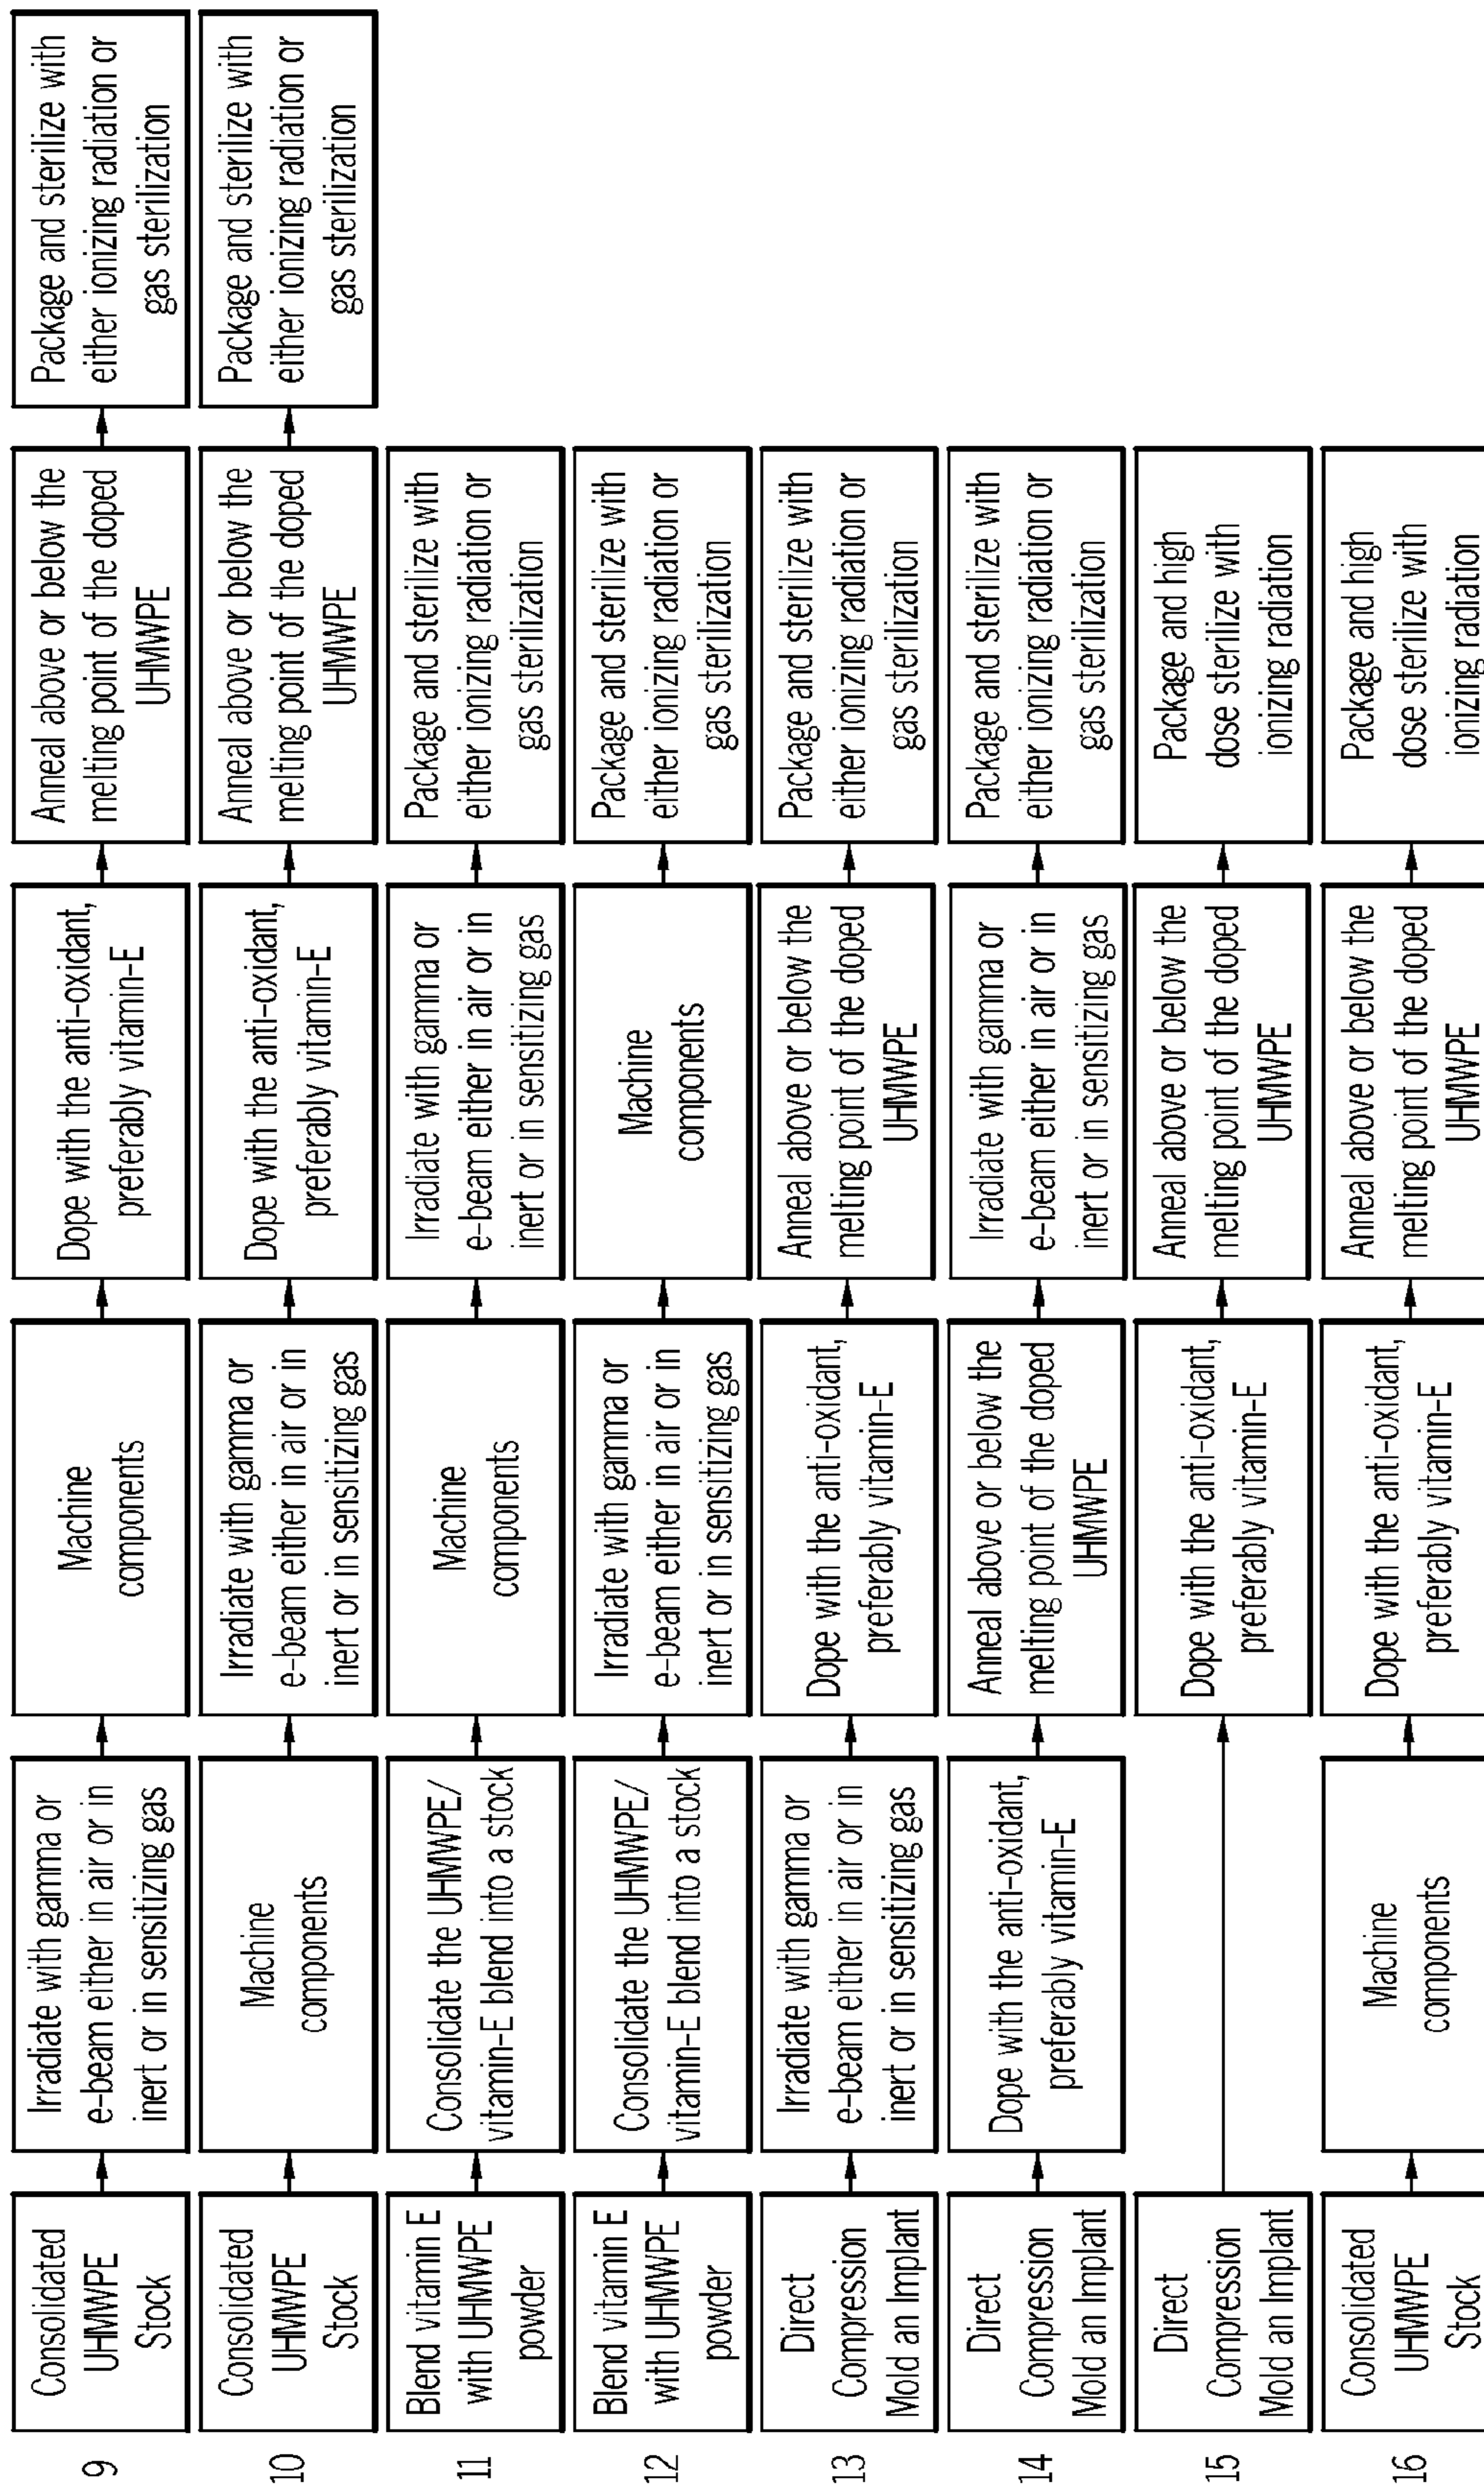 9
Consolidated
UHMWPE
Stock
Irradiate with gamma or
e-beam either in air or in
inert or in sensitizing gas
Machine
components
Dope with the anti-oxidant,
preferably vitamin-E
Anneal above or below the
melting point of the doped
UHMWPE
Package and sterilize with
either ionizing radiation or
gas sterilization
10
Consolidated
UHMWPE
Stock
Machine
components
Irradiate with gamma or
e-beam either in air or in
inert or in sensitizing gas
Dope with the anti-oxidant,
preferably vitamin-E
Anneal above or below the
melting point of the doped
UHMWPE
Package and sterilize with
either ionizing radiation or
gas sterilization
11
Blend vitamin E
with UHMWPE
powder
Consolidate the UHMWPE/
vitamin-E blend into a stock
Machine
components
Irradiate with gamma or
e-beam either in air or in
inert or in sensitizing gas
Package and sterilize with
either ionizing radiation or
gas sterilization
12
Blend vitamin E
with UHMWPE
powder
Consolidate the UHMWPE/
vitamin-E blend into a stock
Irradiate with gamma or
e-beam either in air or in
inert or in sensitizing gas
Machine
components
Package and sterilize with
either ionizing radiation or
gas sterilization
13
Direct
Compression
Mold an Implant
Irradiate with gamma or
e-beam either in air or in
inert or in sensitizing gas
Dope with the anti-oxidant,
preferably vitamin-E
Anneal above or below the
melting point of the doped
UHMWPE
Package and sterilize with
either ionizing radiation or
gas sterilization
14
Direct
Compression
Mold an Implant
Dope with the anti-oxidant,
preferably vitamin-E
Anneal above or below the
melting point of the doped
UHMWPE
Irradiate with gamma or
e-beam either in air or in
inert or in sensitizing gas
Package and sterilize with
either ionizing radiation or
gas sterilization
15
Direct
Compression
Mold an Implant
Dope with the anti-oxidant,
preferably vitamin-E
Anneal above or below the
melting point of the doped
UHMWPE
Package and high
dose sterilize with
ionizing radiation
16
Consolidated
UHMWPE
Stock
Machine
components
Dope with the anti-oxidant,
preferably vitamin-E
Anneal above or below the
melting point of the doped
UHMWPE
Package and high
dose sterilize with
ionizing radiation